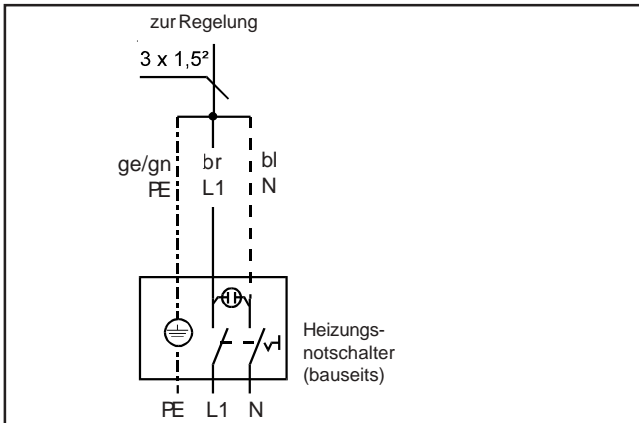 zur Regelung
3 x 1,5²
ge/gn br bl
PE L1 N
Heizungs-
notschalter
(bauseits)
PE L1 N